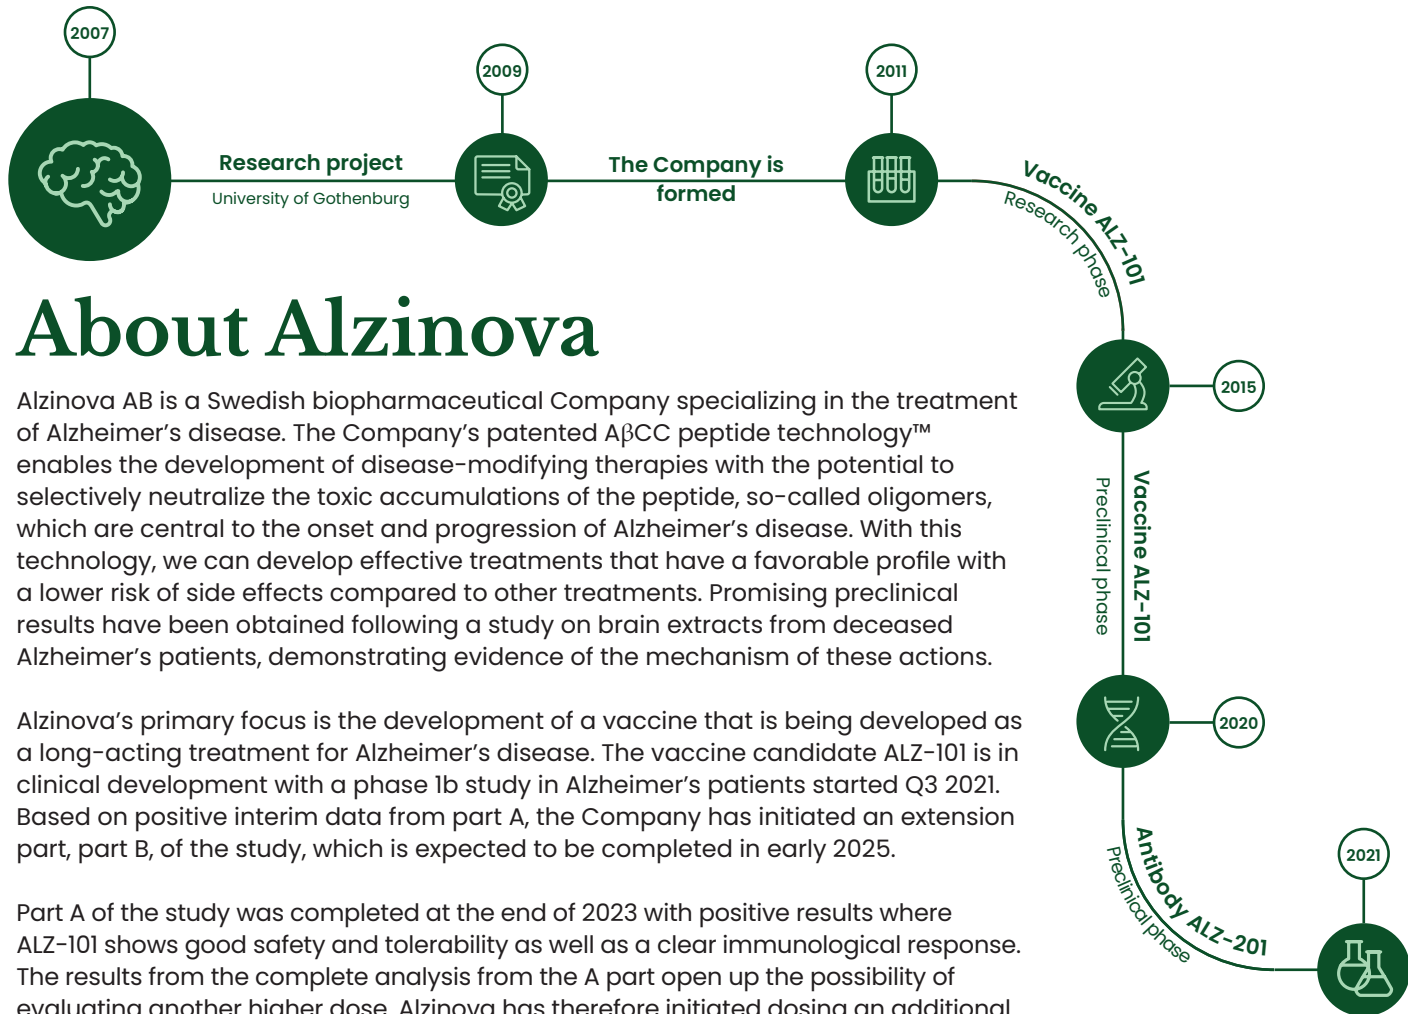 2007
2009
2011
Research project
University of Gothenburg
The Company is
formed
Vaccine ALZ-101
Research phase
2015
Vaccine ALZ-101
Preclinical phase
2020
Antibody ALZ-201
Preclinical phase
2021
About Alzinova
Alzinova AB is a Swedish biopharmaceutical Company specializing in the treatment
of Alzheimer’s disease. The Company’s patented AβCC peptide technology™
enables the development of disease-modifying therapies with the potential to
selectively neutralize the toxic accumulations of the peptide, so-called oligomers,
which are central to the onset and progression of Alzheimer’s disease. With this
technology, we can develop effective treatments that have a favorable profile with
a lower risk of side effects compared to other treatments. Promising preclinical
results have been obtained following a study on brain extracts from deceased
Alzheimer’s patients, demonstrating evidence of the mechanism of these actions.
Alzinova’s primary focus is the development of a vaccine that is being developed as
a long-acting treatment for Alzheimer’s disease. The vaccine candidate ALZ-101 is in
clinical development with a phase 1b study in Alzheimer’s patients started Q3 2021.
Based on positive interim data from part A, the Company has initiated an extension
part, part B, of the study, which is expected to be completed in early 2025.
Part A of the study was completed at the end of 2023 with positive results where
ALZ-101 shows good safety and tolerability as well as a clear immunological response.
The results from the complete analysis from the A part open up the possibility of
evaluating another higher dose. Alzinova has therefore initiated dosing an additional